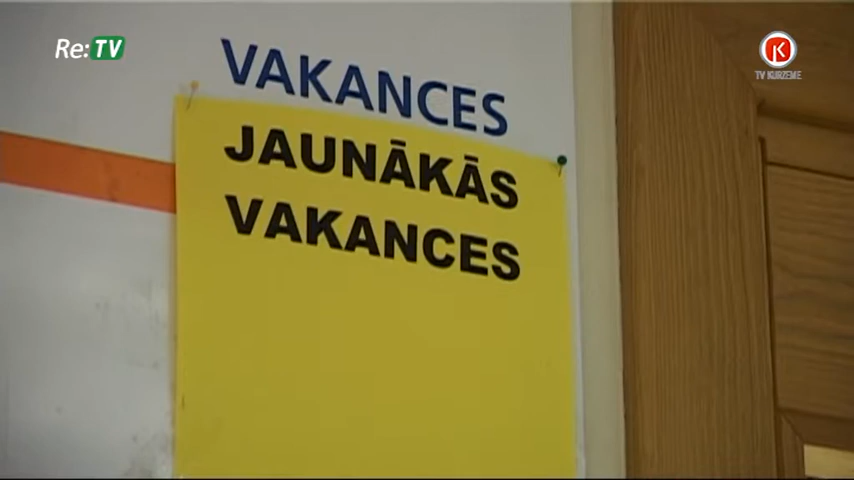 Re:TV
K
TV KURZEME
VAKANCES
JAUNĀKĀS
VAKANCES